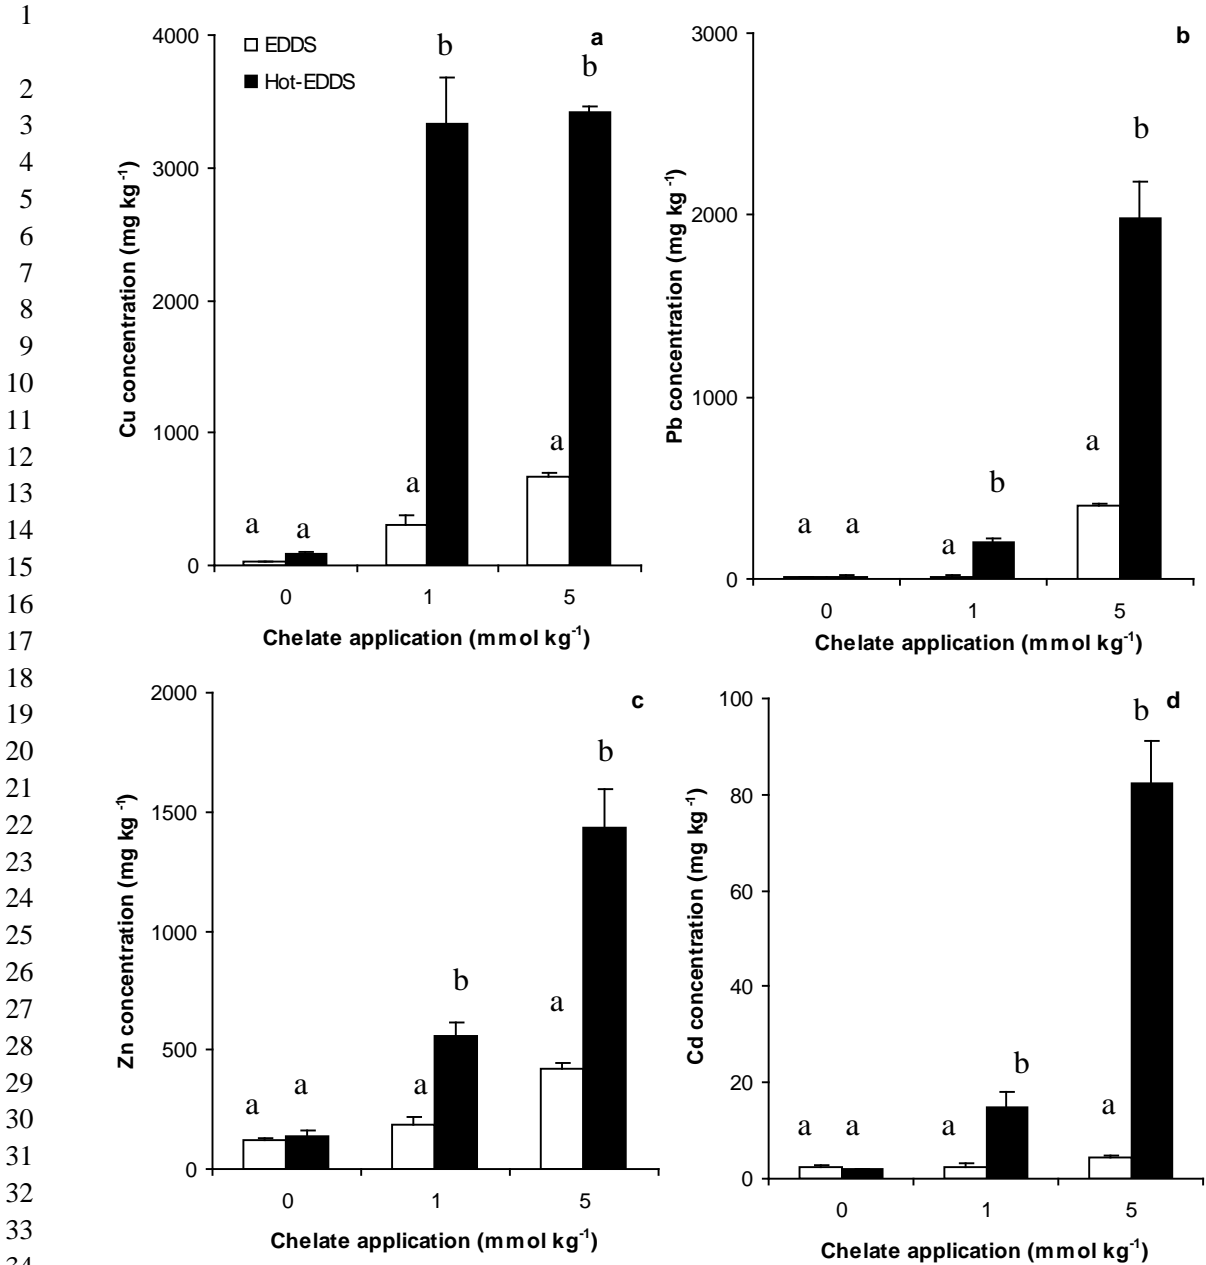 1
2
3
4
5
6
7
8
9
10
11
12
13
14
15
16
17
18
19
20
21
22
23
24
25
26
27
28
29
30
31
32
33
34
a
EDDS
Hot-EDDS
4000
3000
2000
1000
0
Cu concentration (mg kg⁻¹)
a
a
a
b
a
b
0
1
5
Chelate application (mmol kg⁻¹)
b
3000
2000
1000
0
Pb concentration (mg kg⁻¹)
a
a
a
b
a
b
0
1
5
Chelate application (mmol kg⁻¹)
c
2000
1500
1000
500
0
Zn concentration (mg kg⁻¹)
a
a
a
b
a
b
0
1
5
Chelate application (mmol kg⁻¹)
d
100
80
60
40
20
0
Cd concentration (mg kg⁻¹)
a
a
a
b
a
b
0
1
5
Chelate application (mmol kg⁻¹)